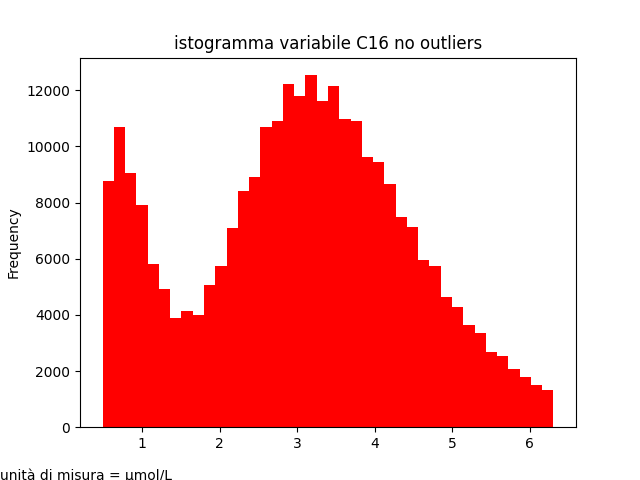 istogramma variabile C16 no outliers
Frequency
12000
10000
8000
6000
4000
2000
0
1 2 3 4 5 6
unità di misura = μmol/L